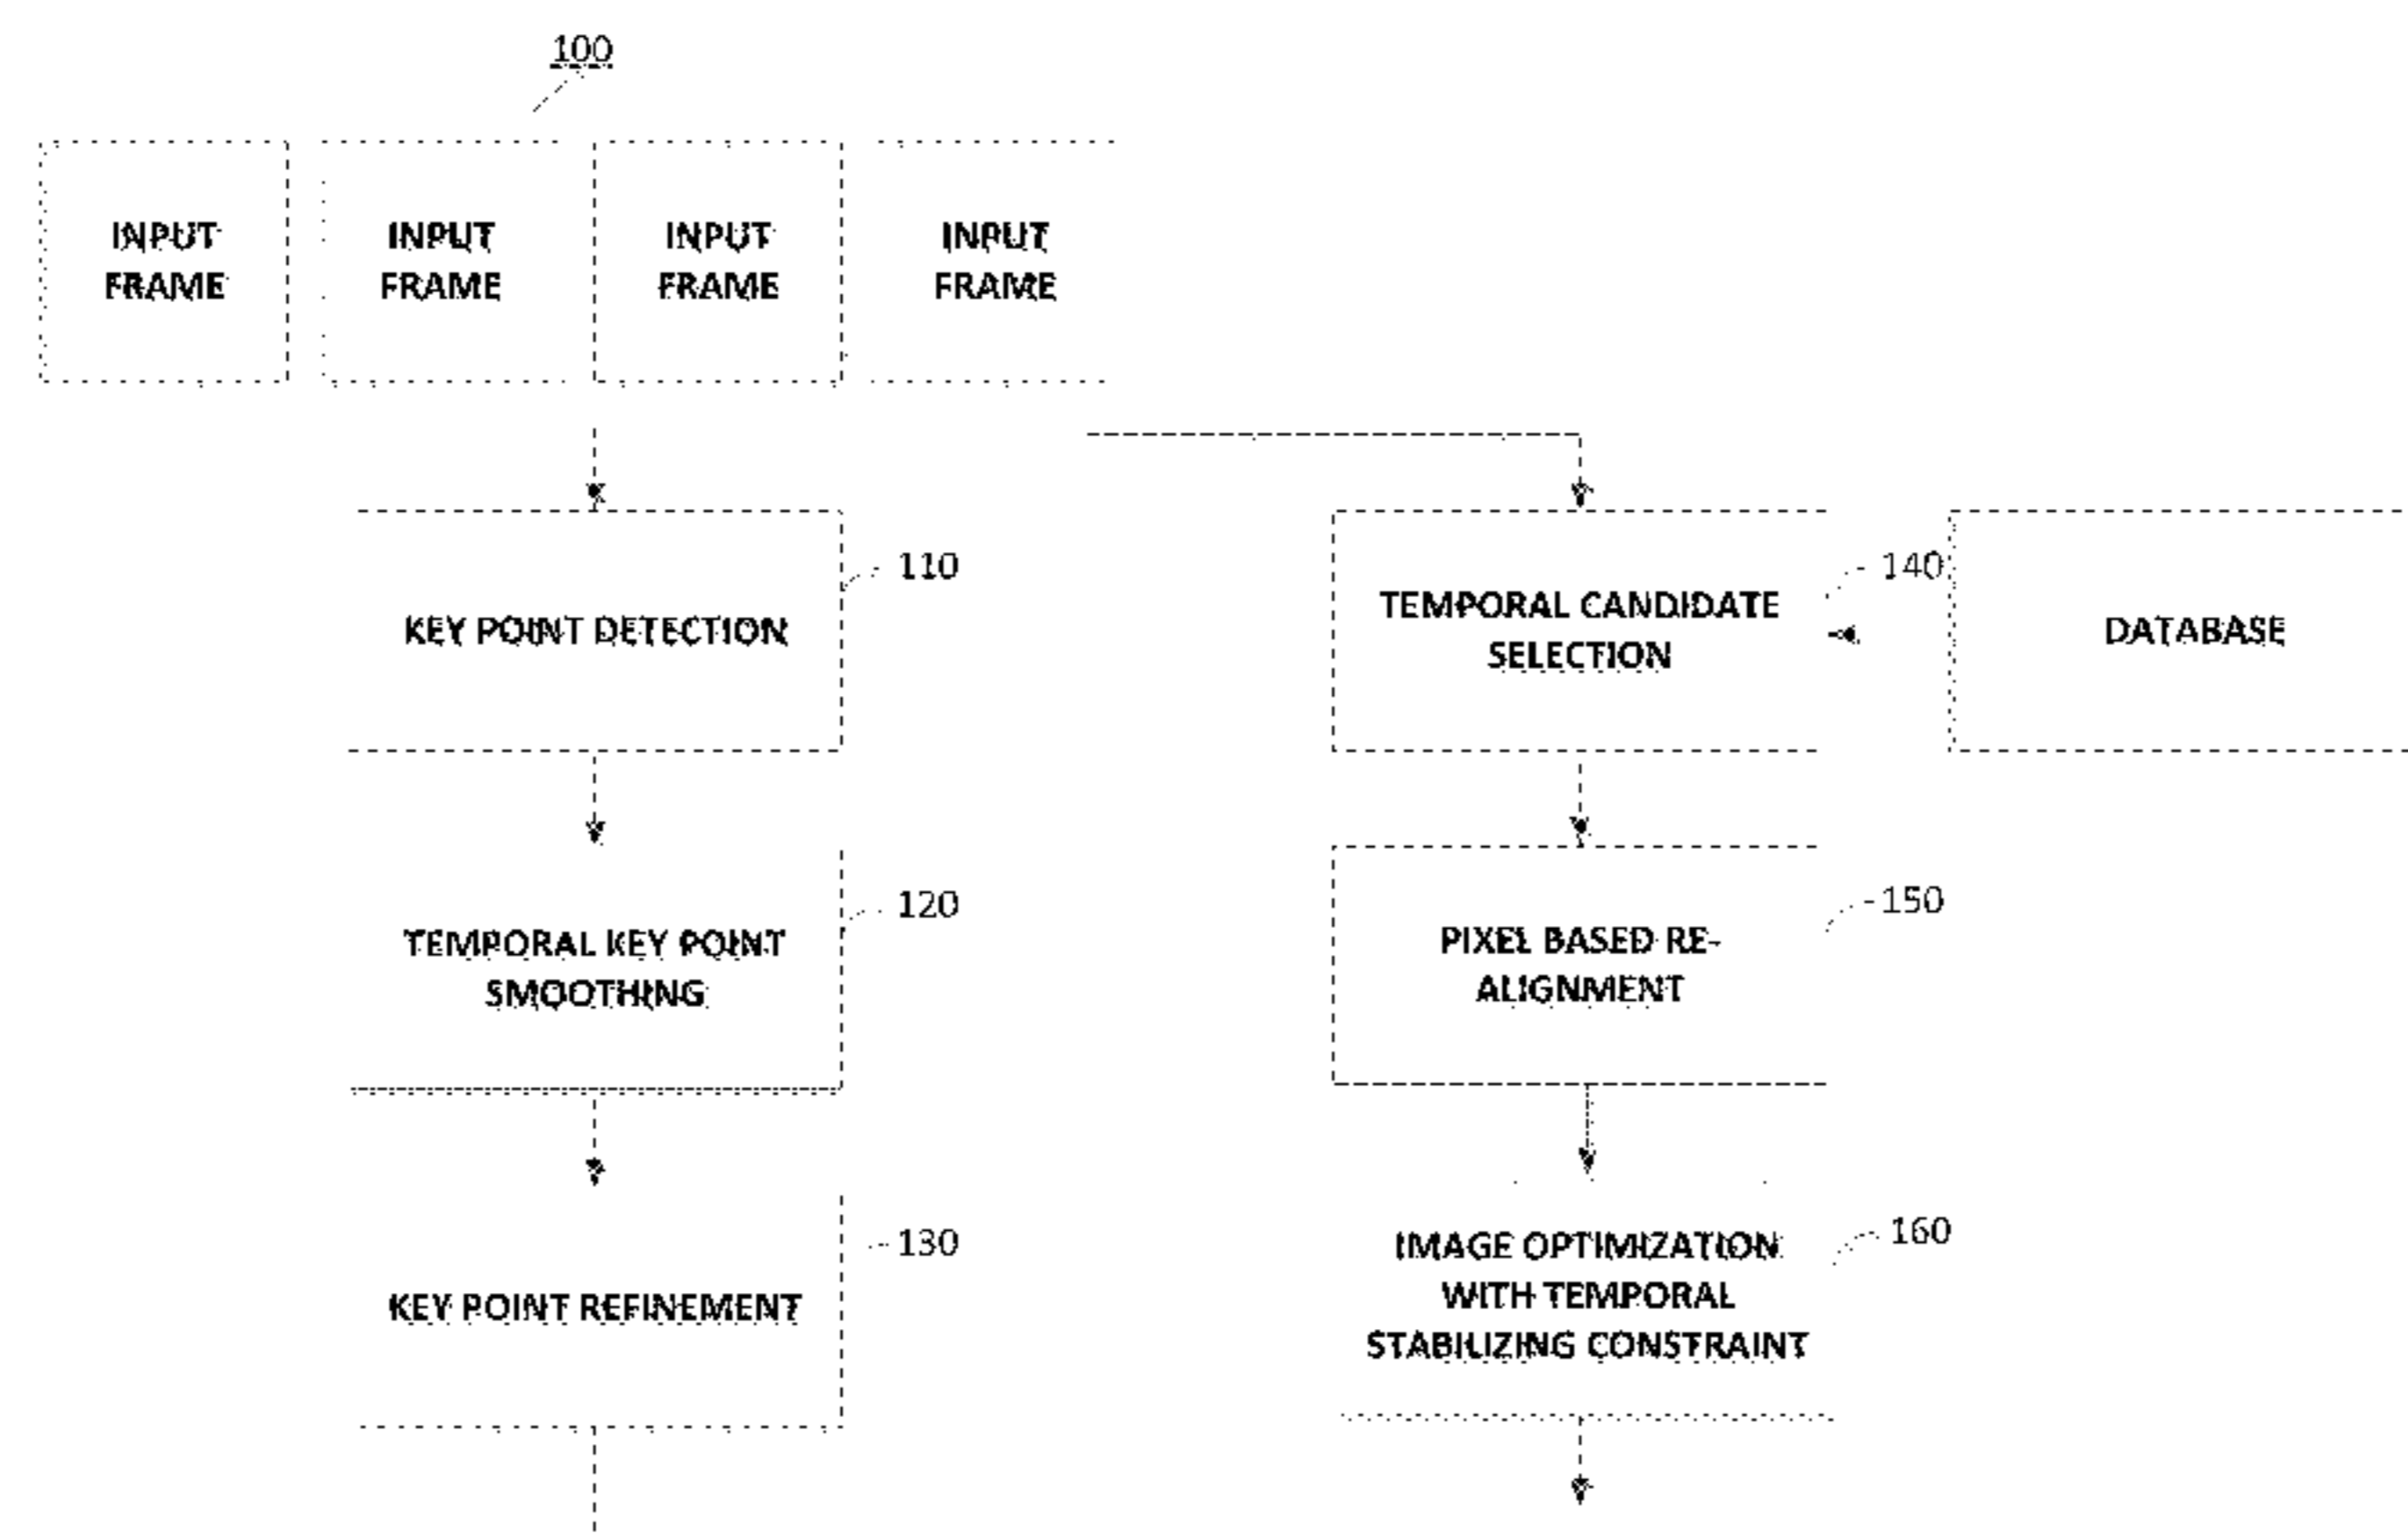 100
INPUT
FRAME
INPUT
FRAME
INPUT
FRAME
INPUT
FRAME
KEY POINT DETECTION
110
TEMPORAL KEY POINT
SMOOTHING
120
KEY POINT REFINEMENT
130
TEMPORAL CANDIDATE
SELECTION
140
DATABASE
PIXEL BASED RE-
ALIGNMENT
150
IMAGE OPTIMIZATION
WITH TEMPORAL
STABILIZING CONSTRAINT
160